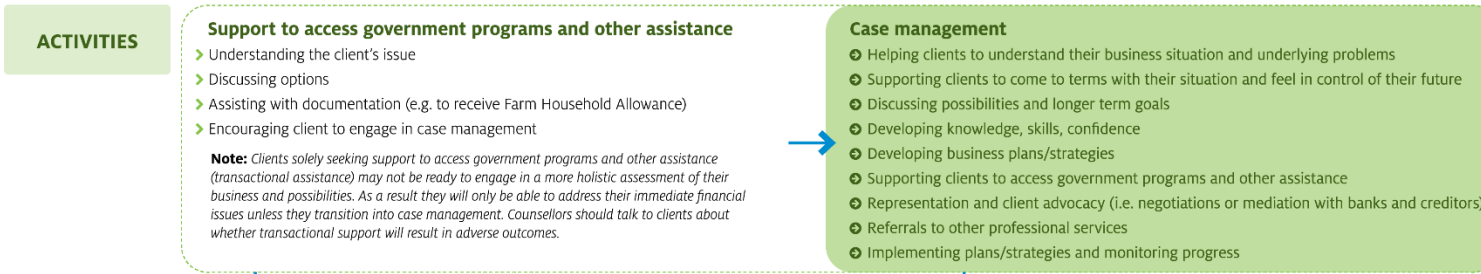 ACTIVITIES
Support to access government programs and other assistance
Understanding the client's issue
Discussing options
Assisting with documentation (e.g. to receive Farm Household Allowance)
Encouraging client to engage in case management
Note: Clients solely seeking support to access government programs and other assistance
(transactional assistance) may not be ready to engage in a more holistic assessment of their
business and possibilities. As a result they will only be able to address their immediate financial
issues unless they transition into case management. Counsellors should talk to clients about
whether transactional support will result in adverse outcomes.
Case management
Helping clients to understand their business situation and underlying problems
Supporting clients to come to terms with their situation and feel in control of their future
Discussing possibilities and longer term goals
Developing knowledge, skills, confidence
Developing business plans/strategies
Supporting clients to access government programs and other assistance
Representation and client advocacy (i.e. negotiations or mediation with banks and creditors)
Referrals to other professional services
Implementing plans/strategies and monitoring progress